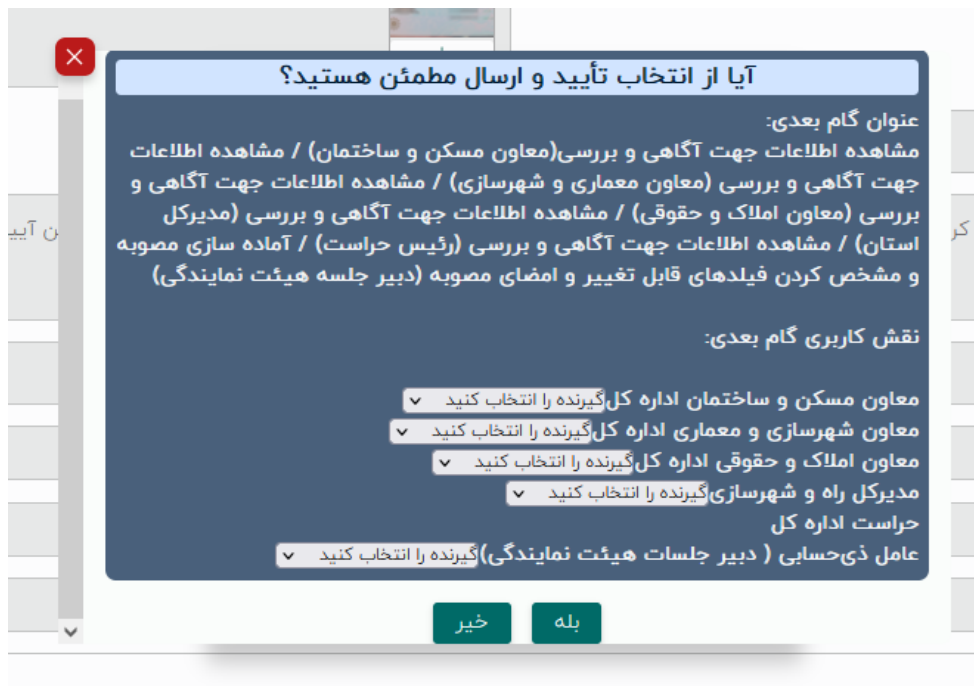 آیا از انتخاب تأیید و ارسال مطمئن هستید؟
عنوان گام بعدی:
مشاهده اطلاعات جهت آگاهی و بررسی(معاون مسکن و ساختمان) / مشاهده اطلاعات
جهت آگاهی و بررسی (معاون معماری و شهرسازی) / مشاهده اطلاعات جهت آگاهی و
بررسی (معاون املاک و حقوقی) / مشاهده اطلاعات جهت آگاهی و بررسی (مدیرکل
استان) / مشاهده اطلاعات جهت آگاهی و بررسی (رئیس حراست) / آماده سازی مصوبه
و مشخص کردن فیلدهای قابل تغییر و امضای مصوبه (دبیر جلسه هیئت نمایندگی)
نقش کاربری گام بعدی:
معاون مسکن و ساختمان اداره کل گیرنده را انتخاب کنید
معاون شهرسازی و معماری اداره کل گیرنده را انتخاب کنید
معاون املاک و حقوقی اداره کل گیرنده را انتخاب کنید
مدیرکل راه و شهرسازی گیرنده را انتخاب کنید
حراست اداره کل
عامل ذی‌حسابی ( دبیر جلسات هیئت نمایندگی) گیرنده را انتخاب کنید
بله خیر